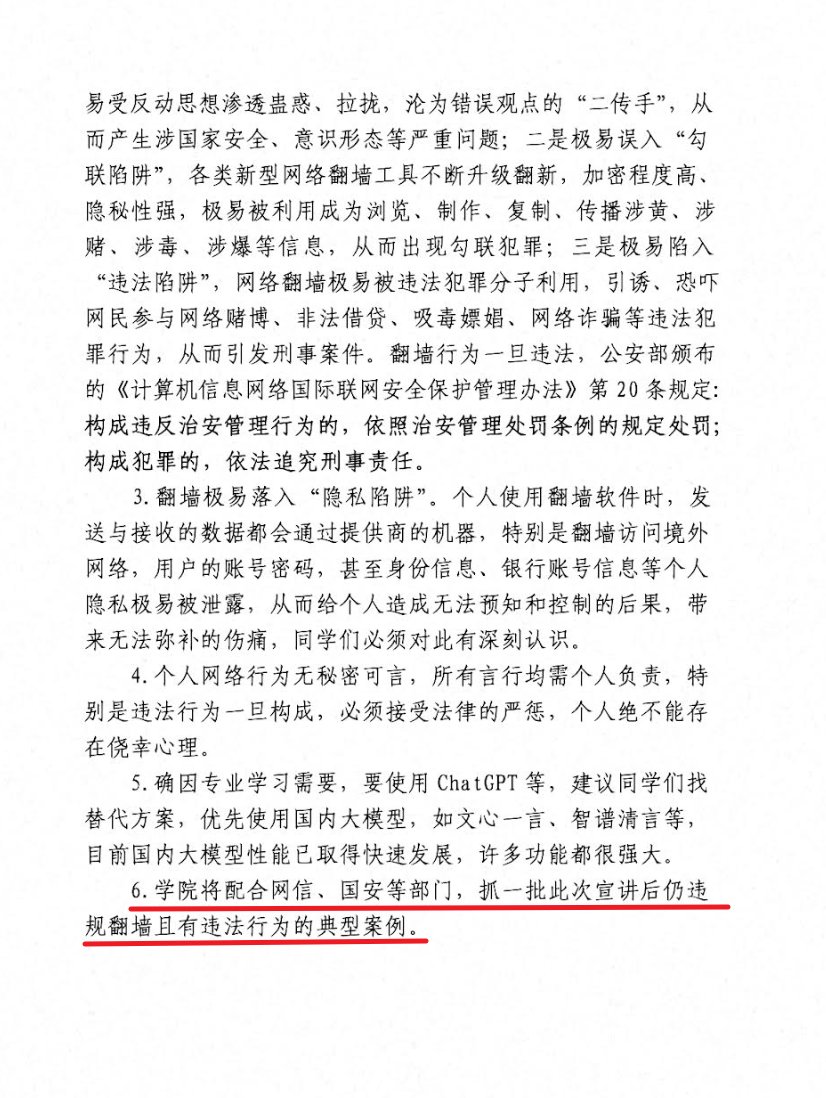 易受反动思想渗透蛊惑、拉拢，沦为错误观点的“二传手”，从
而产生涉国家安全、意识形态等严重问题；二是极易误入“勾
联陷阱”，各类新型网络翻墙工具不断升级翻新，加密程度高、
隐秘性强，极易被利用成为浏览、制作、复制、传播涉黄、涉
赌、涉毒、涉爆等信息，从而出现勾联犯罪；三是极易陷入
“违法陷阱”，网络翻墙极易被违法犯罪分子利用，引诱、恐吓
网民参与网络赌博、非法借贷、吸毒嫖娼、网络诈骗等违法犯
罪行为，从而引发刑事案件。翻墙行为一旦违法，公安部颁布
的《计算机信息网络国际联网安全保护管理办法》第 20 条规定：
构成违反治安管理行为的，依照治安管理处罚条例的规定处罚；
构成犯罪的，依法追究刑事责任。
3.翻墙极易落入“隐私陷阱”。个人使用翻墙软件时，发
送与接收的数据都会通过提供商的机器，特别是翻墙访问境外
网络，用户的账号密码，甚至身份信息、银行账号信息等个人
隐私极易被泄露，从而给个人造成无法预知和控制的后果，带
来无法弥补的伤痛，同学们必须对此有深刻认识。
4.个人网络行为无秘密可言，所有言行均需个人负责，特
别是违法行为一旦构成，必须接受法律的严惩，个人绝不能存
在侥幸心理。
5.确因专业学习需要，要使用 ChatGPT 等，建议同学们找
替代方案，优先使用国内大模型，如文心一言、智谱清言等，
目前国内大模型性能已取得快速发展，许多功能都很强大。
6.学院将配合网信、国安等部门，抓一批此次宣讲后仍违
规翻墙且有违法行为的典型案例。